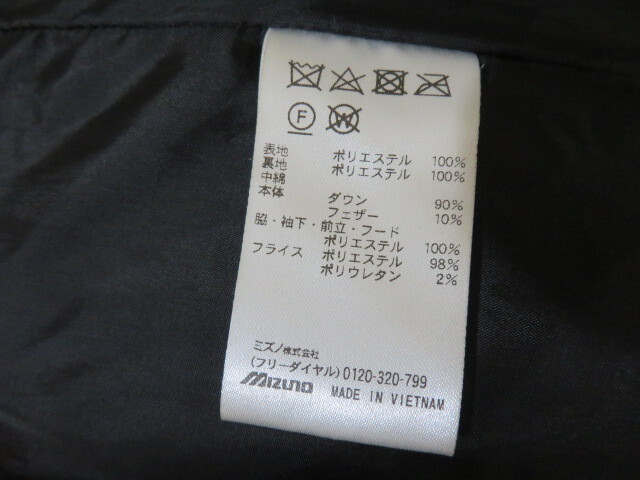 F W
表地 ポリエステル 100%
裏地 ポリエステル 100%
中綿
本体 ダウン 90%
フェザー 10%
脇・袖下・前立・フード
ポリエステル 100%
フライス ポリエステル 98%
ポリウレタン 2%
ミズノ株式会社
(フリーダイヤル)0120-320-799
MIZUNO MADE IN VIETNAM